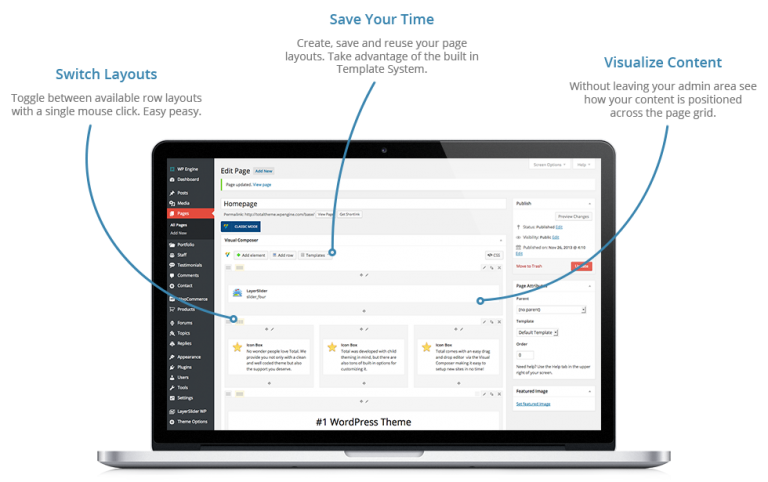 Save Your Time
Create, save and reuse your page
layouts. Take advantage of the built in
Template System.
Switch Layouts
Toggle between available row layouts
with a single mouse click. Easy peasy.
Visualize Content
Without leaving your admin area see
how your content is positioned
across the page grid.
WP Engine
Dashboard
Posts
Media
Pages
All Pages
Add New
Portfolio
Staff
Testimonials
Comments
Contact
WooCommerce
Products
Forums
Topics
Replies
Appearance
Plugins
Users
Tools
Settings
LayerSlider WP
Theme Options
Edit Page Add New
Screen Options Help
Page updated. View page
Homepage
Permalink: http://totaltheme.wpengine.com/base/ View Page Get Shortlink
CLASSIC MODE
Visual Composer
Add element Add row Templates CSS
LayerSlider
slider_four
Icon Box
No wonder people love Total. We
provide you not only with a clean
and well coded theme but also
the support you deserve.
Icon Box
Total was developed with child
theming in mind, but there are
also tons of built-in options for
customizing it.
Icon Box
Total comes with an easy drag
and drop editor via the Visual
Composer making it easy to
setup new sites in no time!
#1 WordPress Theme
Publish
Preview Changes
Status: Published Edit
Visibility: Public Edit
Published on: Nov 26, 2013 @ 4:10
Edit
Move to Trash
Page Attributes
Parent
(no parent)
Template
Default Template
Order
0
Need help? Use the Help tab in the upper
right of your screen.
Featured Image
Set featured image